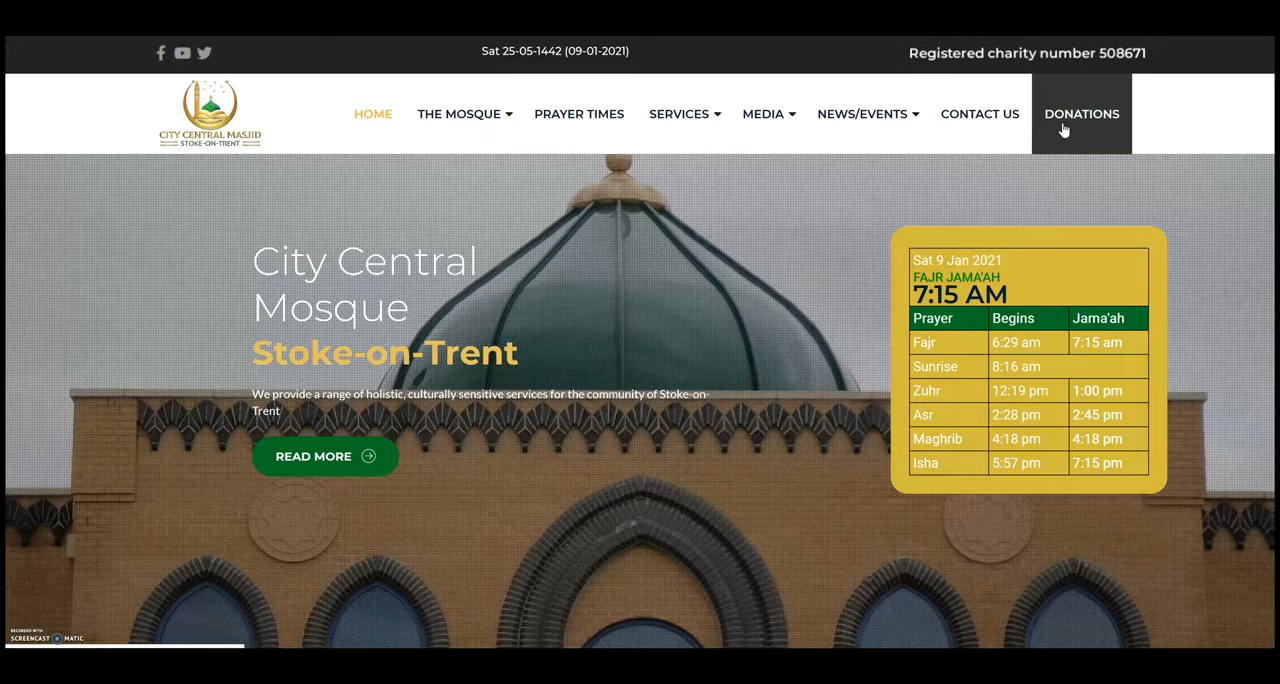 Sat 25-05-1442 (09-01-2021)
Registered charity number 508671
CITY CENTRAL MASJID
STOKE-ON-TRENT
HOME THE MOSQUE PRAYER TIMES SERVICES MEDIA NEWS/EVENTS CONTACT US DONATIONS
City Central
Mosque
Stoke-on-Trent
We provide a range of holistic, culturally sensitive services for the community of Stoke-on-
Trent
READ MORE
Sat 9 Jan 2021
FAJR JAMA'AH
7:15 AM
Prayer Begins Jama'ah
Fajr 6:29 am 7:15 am
Sunrise 8:16 am
Zuhr 12:19 pm 1:00 pm
Asr 2:28 pm 2:45 pm
Maghrib 4:18 pm 4:18 pm
Isha 5:57 pm 7:15 pm
RECORDED WITH
SCREENCAST MATIC